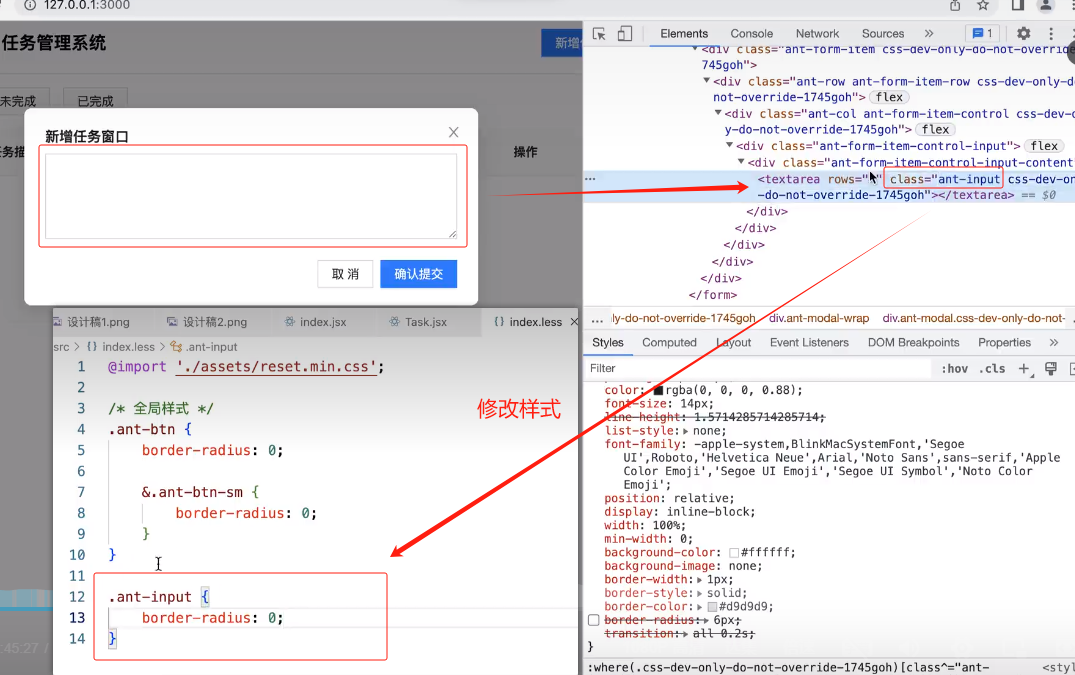 127.0.0.1:3000
任务管理系统
新增
未完成
已完成
新增任务窗口
任务描
操作
取 消
确认提交
Elements Console Network Sources » 1
<div class="ant-form-item css-dev-only-do-not-override
745goh">
<div class="ant-row ant-form-item-row css-dev-only-d
not-override-1745goh"> flex
<div class="ant-col ant-form-item-control css-dev-o
y-do-not-override-1745goh"> flex
<div class="ant-form-item-control-input"> flex
<div class="ant-form-item-control-input-content
<textarea rows=" " class="ant-input css-dev-on
-do-not-override-1745goh"></textarea> == $0
</div>
</div>
</div>
</div>
</div>
</form>
... ly-do-not-override-1745goh div.ant-modal-wrap div.ant-modal.css-dev-only-do-not-
Styles Computed Layout Event Listeners DOM Breakpoints Properties »
Filter :hov .cls +
color: rgba(0, 0, 0, 0.88);
font-size: 14px;
line-height: 1.5714285714285714;
list-style: none;
font-family: -apple-system,BlinkMacSystemFont,'Segoe
UI',Roboto,'Helvetica Neue',Arial,'Noto Sans',sans-serif,'Apple
Color Emoji','Segoe UI Emoji','Segoe UI Symbol','Noto Color
Emoji';
position: relative;
display: inline-block;
width: 100%;
min-width: 0;
background-color: #ffffff;
background-image: none;
border-width: 1px;
border-style: solid;
border-color: #d9d9d9;
border-radius: 6px;
transition: all 0.2s;
}
:where(.css-dev-only-do-not-override-1745goh)[class^="ant- <styl
设计稿1.png 设计稿2.png index.jsx Task.jsx {} index.less ×
src > {} index.less > .ant-input
1 @import './assets/reset.min.css';
2
3 /* 全局样式 */
4 .ant-btn {
5 border-radius: 0;
6
7 &.ant-btn-sm {
8 border-radius: 0;
9 }
10 }
11
12 .ant-input {
13 border-radius: 0;
14 }
修改样式
:45:27 /